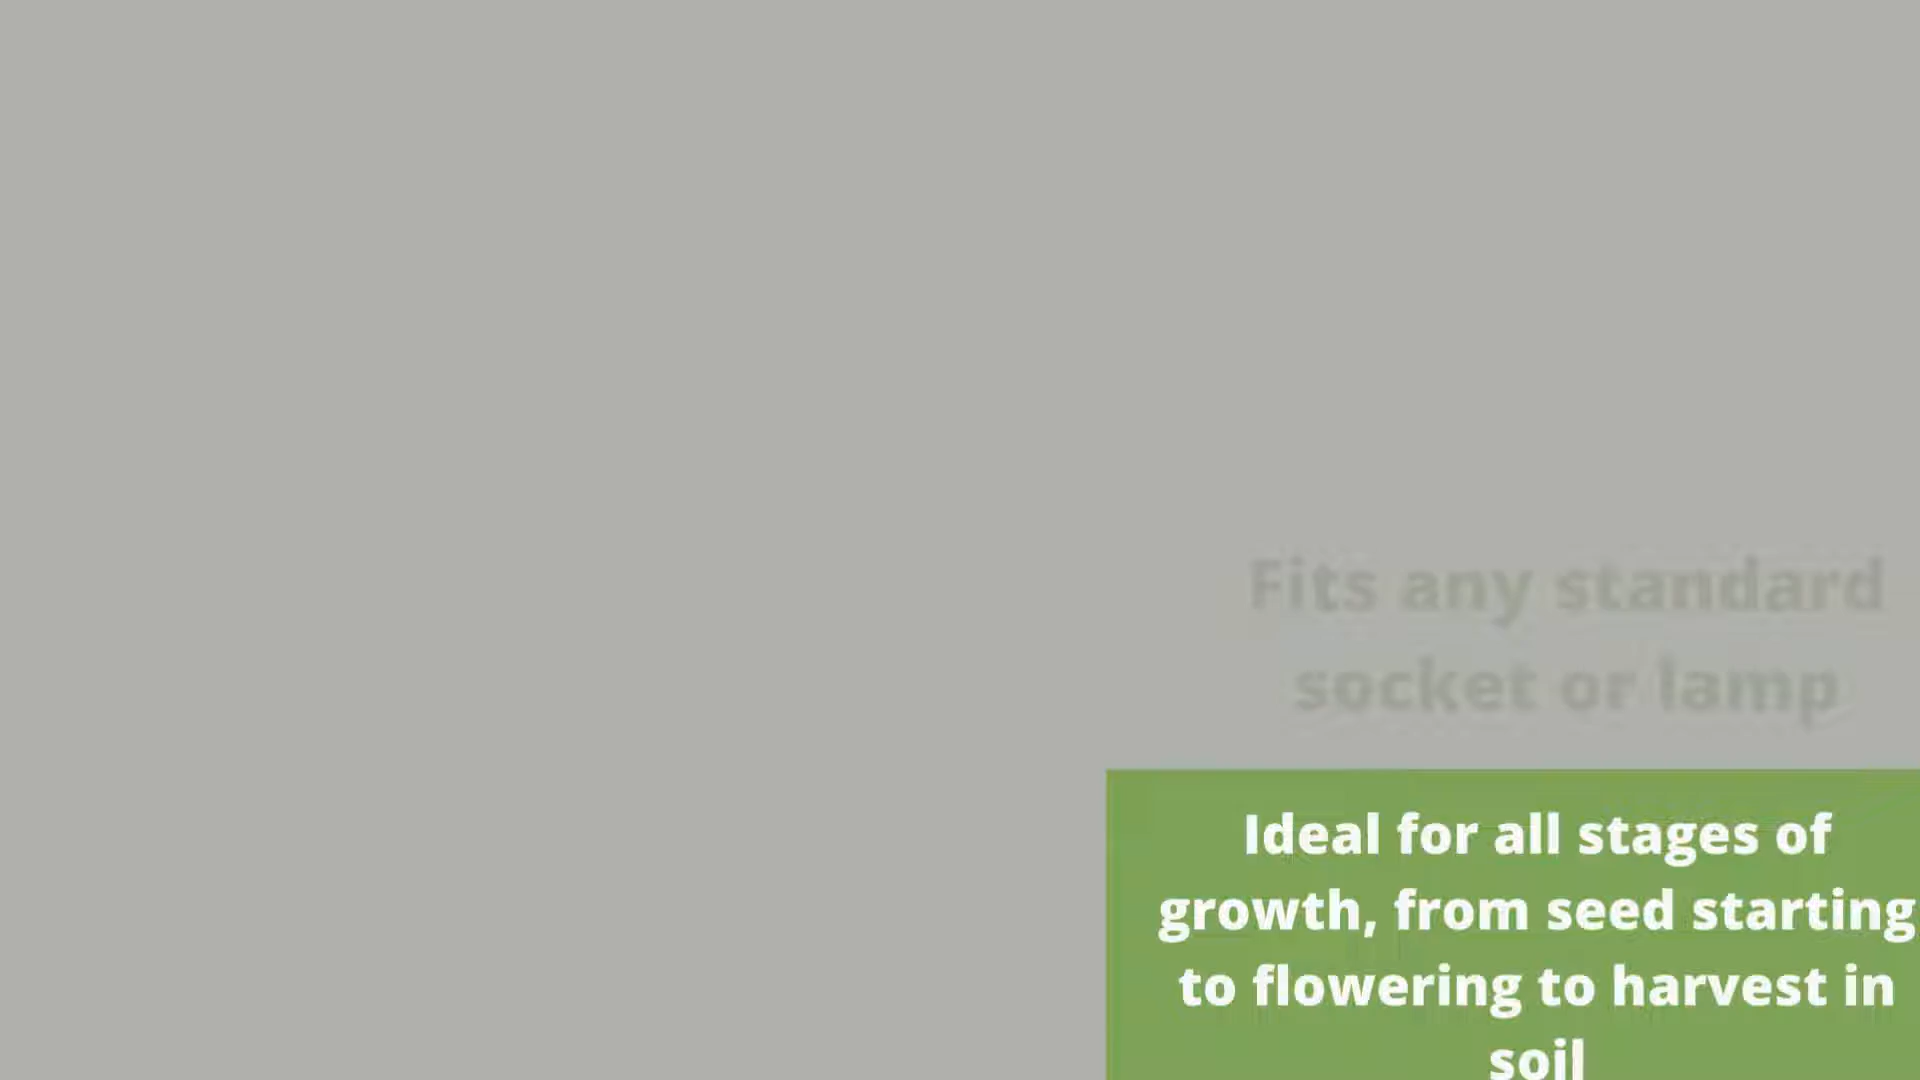 Fits any standard
socket or lamp
Ideal for all stages of
growth, from seed starting
to flowering to harvest in
soil